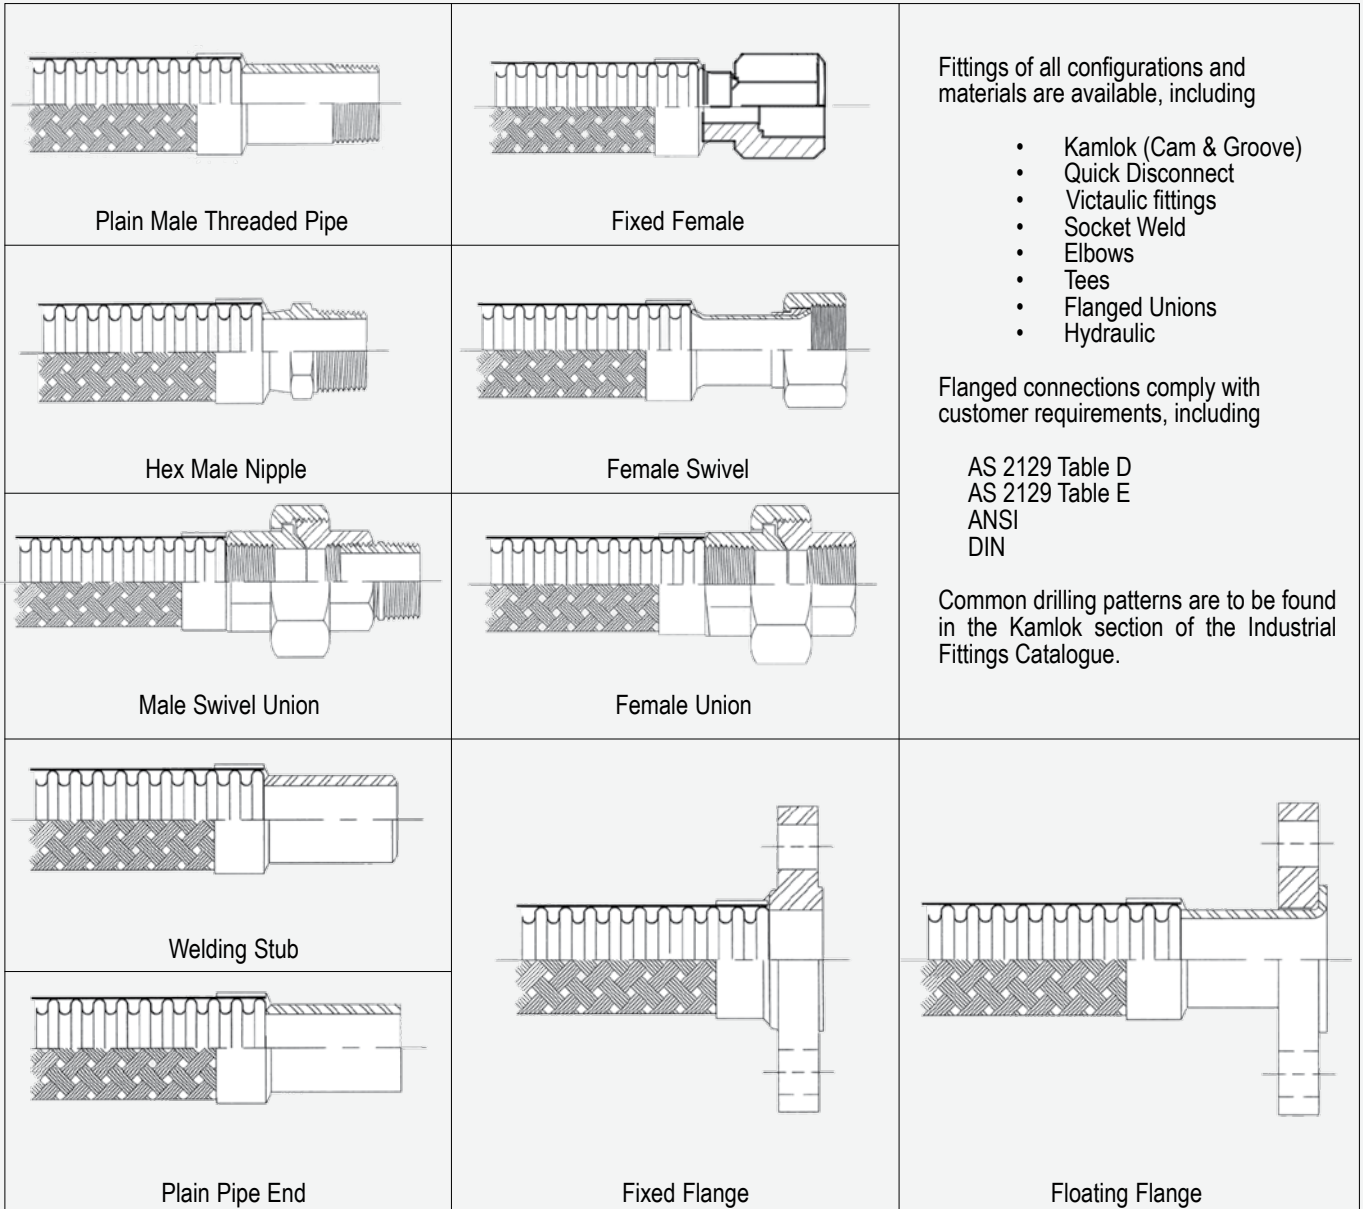 Plain Male Threaded Pipe
Fixed Female
Fittings of all configurations and
materials are available, including
• Kamlok (Cam & Groove)
• Quick Disconnect
• Victaulic fittings
• Socket Weld
• Elbows
• Tees
• Flanged Unions
• Hydraulic
Flanged connections comply with
customer requirements, including
AS 2129 Table D
AS 2129 Table E
ANSI
DIN
Common drilling patterns are to be found
in the Kamlok section of the Industrial
Fittings Catalogue.
Hex Male Nipple
Female Swivel
Male Swivel Union
Female Union
Welding Stub
Plain Pipe End
Fixed Flange
Floating Flange